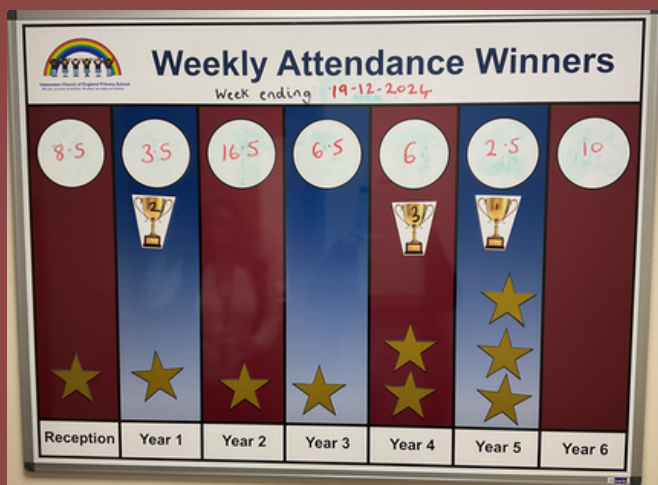 Weekly Attendance Winners
Week ending 19-12-2024
8.5 3.5 16.5 6.5 6 2.5 10
2 3 1
Reception Year 1 Year 2 Year 3 Year 4 Year 5 Year 6